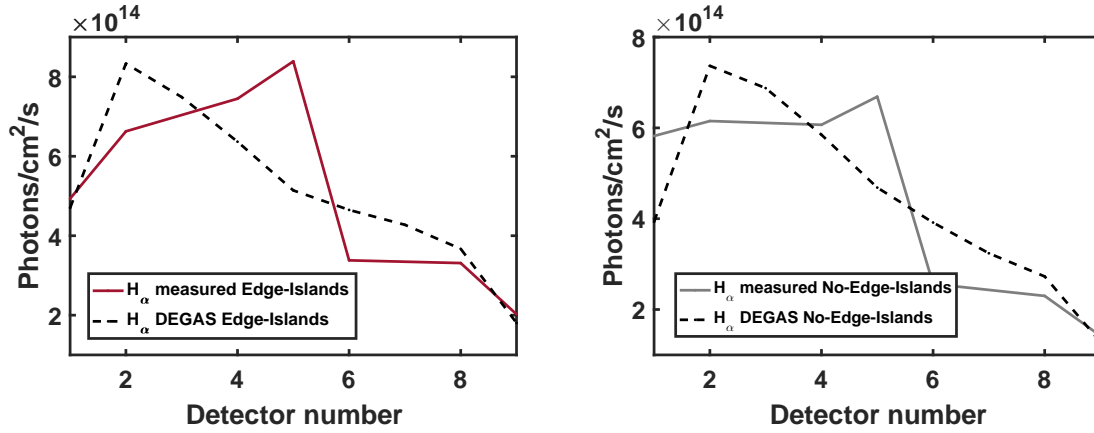 ×10^14
Photons/cm^2/s
8
6
4
2
H_α measured Edge-Islands
H_α DEGAS Edge-Islands
2 4 6 8
Detector number
×10^14
Photons/cm^2/s
8
6
4
2
H_α measured No-Edge-Islands
H_α DEGAS No-Edge-Islands
2 4 6 8
Detector number